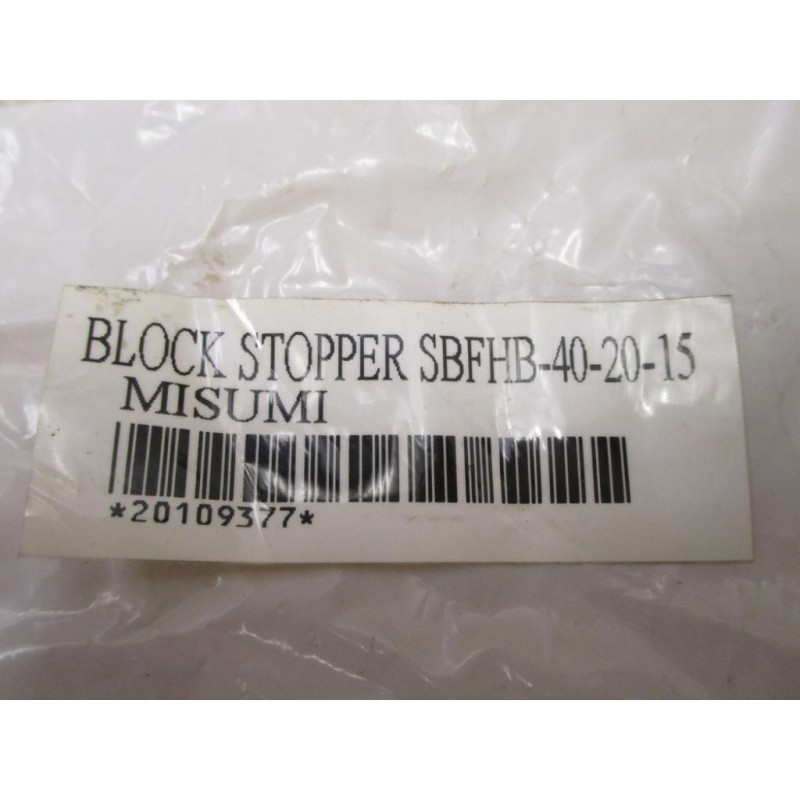 BLOCK STOPPER SBFHB-40-20-15
MISUMI
*20109377*